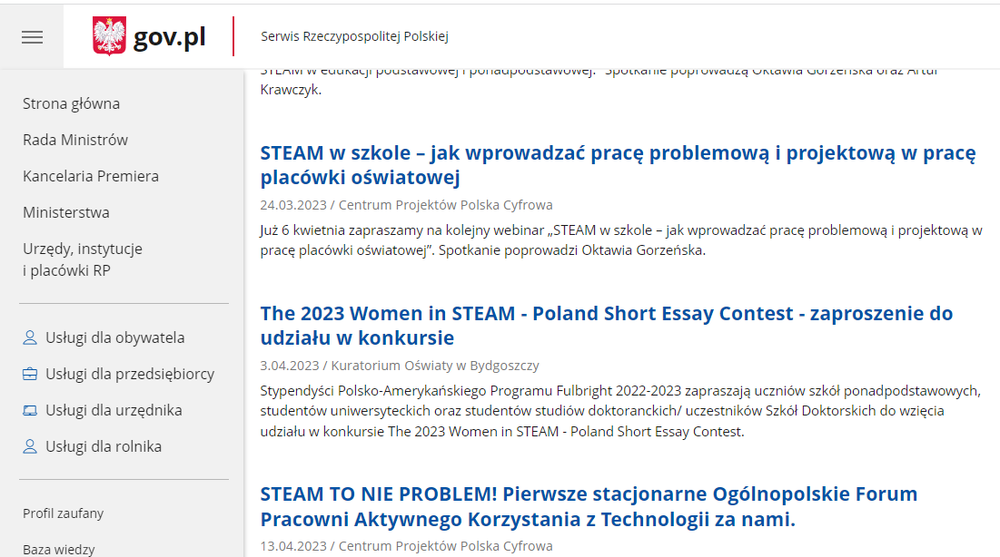 gov.pl
Serwis Rzeczypospolitej Polskiej
Strona główna
Rada Ministrów
Kancelaria Premiera
Ministerstwa
Urzędy, instytucje
i placówki RP
Usługi dla obywatela
Usługi dla przedsiębiorcy
Usługi dla urzędnika
Usługi dla rolnika
Profil zaufany
Baza wiedzy
STEAM w edukacji podstawowej i ponadpodstawowej." Spotkanie poprowadzą Oktawia Gorzeńska oraz Artur
Krawczyk.
STEAM w szkole – jak wprowadzać pracę problemową i projektową w pracę
placówki oświatowej
24.03.2023 / Centrum Projektów Polska Cyfrowa
Już 6 kwietnia zapraszamy na kolejny webinar „STEAM w szkole – jak wprowadzać pracę problemową i projektową w
pracę placówki oświatowej”. Spotkanie poprowadzi Oktawia Gorzeńska.
The 2023 Women in STEAM - Poland Short Essay Contest - zaproszenie do
udziału w konkursie
3.04.2023 / Kuratorium Oświaty w Bydgoszczy
Stypendyści Polsko-Amerykańskiego Programu Fulbright 2022-2023 zapraszają uczniów szkół ponadpodstawowych,
studentów uniwersyteckich oraz studentów studiów doktoranckich/ uczestników Szkół Doktorskich do wzięcia
udziału w konkursie The 2023 Women in STEAM - Poland Short Essay Contest.
STEAM TO NIE PROBLEM! Pierwsze stacjonarne Ogólnopolskie Forum
Pracowni Aktywnego Korzystania z Technologii za nami.
13.04.2023 / Centrum Projektów Polska Cyfrowa